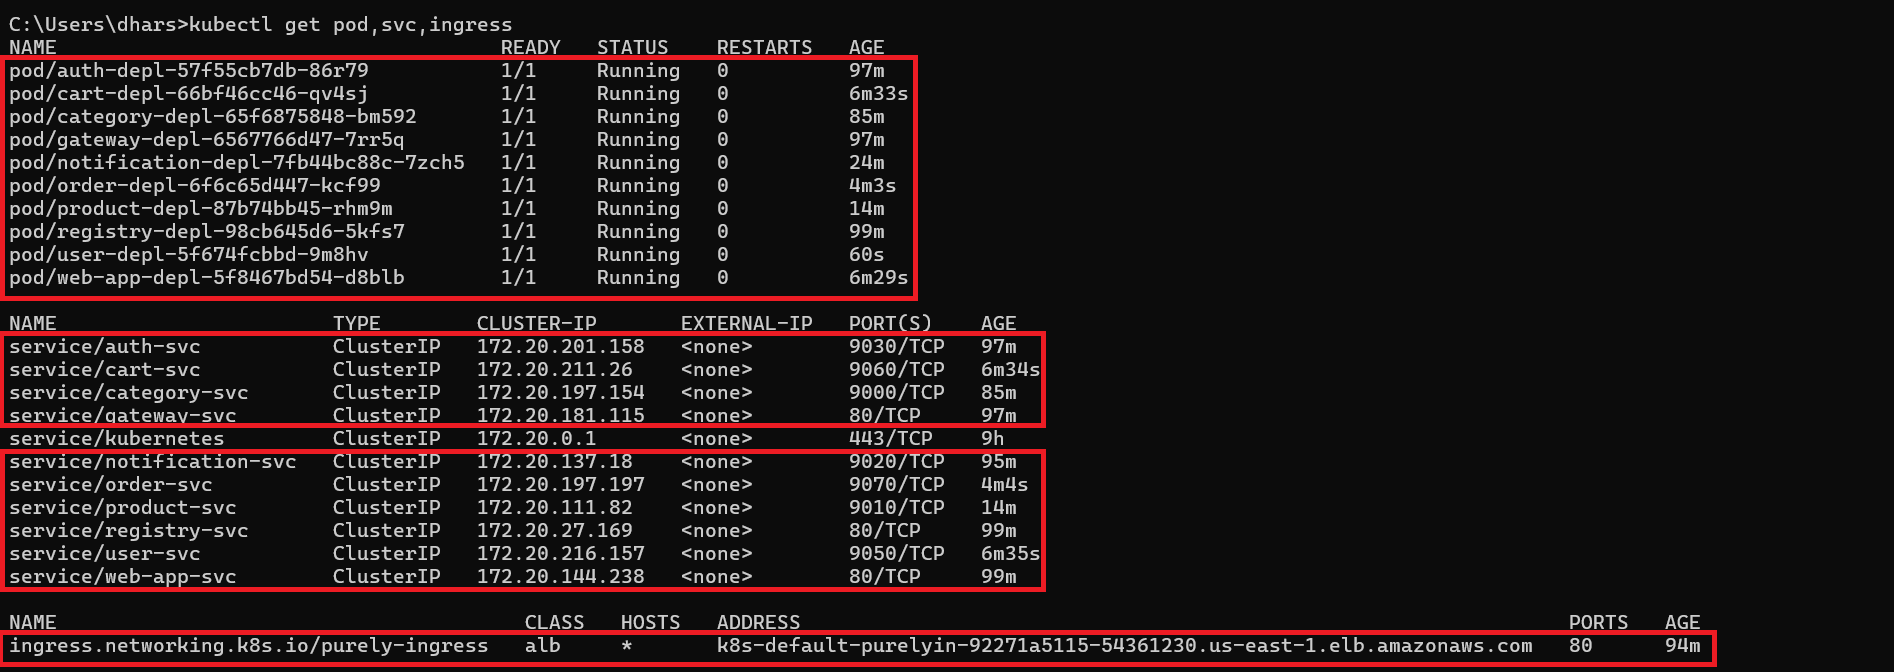 C:\Users\dhars>kubectl get pod,svc,ingress
NAME READY STATUS RESTARTS AGE
pod/auth-depl-57f55cb7db-86r79 1/1 Running 0 97m
pod/cart-depl-66bf46cc46-qv4sj 1/1 Running 0 6m33s
pod/category-depl-65f6875848-bm592 1/1 Running 0 85m
pod/gateway-depl-6567766d47-7rr5q 1/1 Running 0 97m
pod/notification-depl-7fb44bc88c-7zch5 1/1 Running 0 24m
pod/order-depl-6f6c65d447-kcf99 1/1 Running 0 4m3s
pod/product-depl-87b74bb45-rhm9m 1/1 Running 0 14m
pod/registry-depl-98cb645d6-5kfs7 1/1 Running 0 99m
pod/user-depl-5f674fcbbd-9m8hv 1/1 Running 0 60s
pod/web-app-depl-5f8467bd54-d8blb 1/1 Running 0 6m29s
NAME TYPE CLUSTER-IP EXTERNAL-IP PORT(S) AGE
service/auth-svc ClusterIP 172.20.201.158 <none> 9030/TCP 97m
service/cart-svc ClusterIP 172.20.211.26 <none> 9060/TCP 6m34s
service/category-svc ClusterIP 172.20.197.154 <none> 9000/TCP 85m
service/gateway-svc ClusterIP 172.20.181.115 <none> 80/TCP 97m
service/kubernetes ClusterIP 172.20.0.1 <none> 443/TCP 9h
service/notification-svc ClusterIP 172.20.137.18 <none> 9020/TCP 95m
service/order-svc ClusterIP 172.20.197.197 <none> 9070/TCP 4m4s
service/product-svc ClusterIP 172.20.111.82 <none> 9010/TCP 14m
service/registry-svc ClusterIP 172.20.27.169 <none> 80/TCP 99m
service/user-svc ClusterIP 172.20.216.157 <none> 9050/TCP 6m35s
service/web-app-svc ClusterIP 172.20.144.238 <none> 80/TCP 99m
NAME CLASS HOSTS ADDRESS PORTS AGE
ingress.networking.k8s.io/purely-ingress alb * k8s-default-purelyin-92271a5115-54361230.us-east-1.elb.amazonaws.com 80 94m